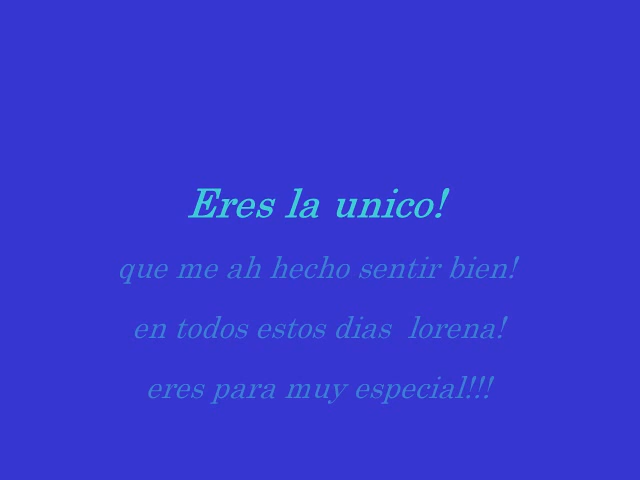 Eres la unico!
que me ah hecho sentir bien!
en todos estos dias  lorena!
eres para muy especial!!!